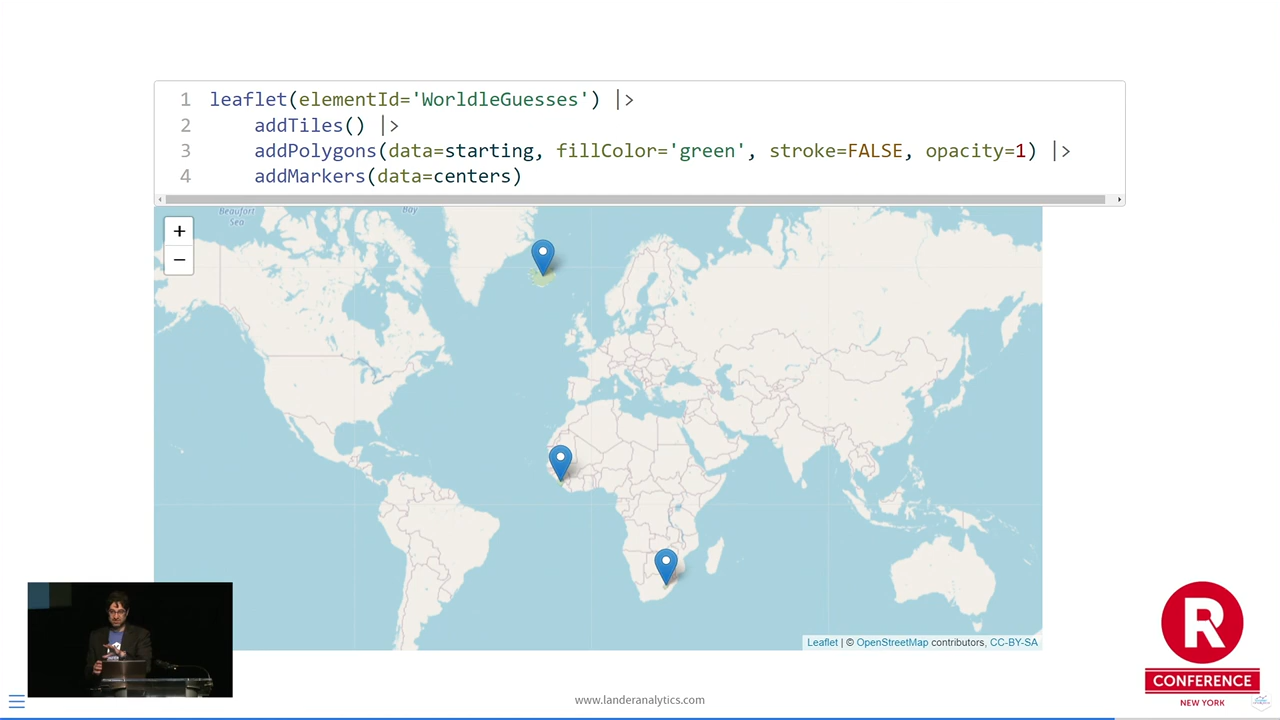 1 leaflet(elementId='WorldleGuesses') |>
2 addTiles() |>
3 addPolygons(data=starting, fillColor='green', stroke=FALSE, opacity=1) |>
4 addMarkers(data=centers)
Beaufort
Sea
Bay
+
−
Leaflet | © OpenStreetMap contributors, CC-BY-SA
R
CONFERENCE
NEW YORK
www.landeranalytics.com